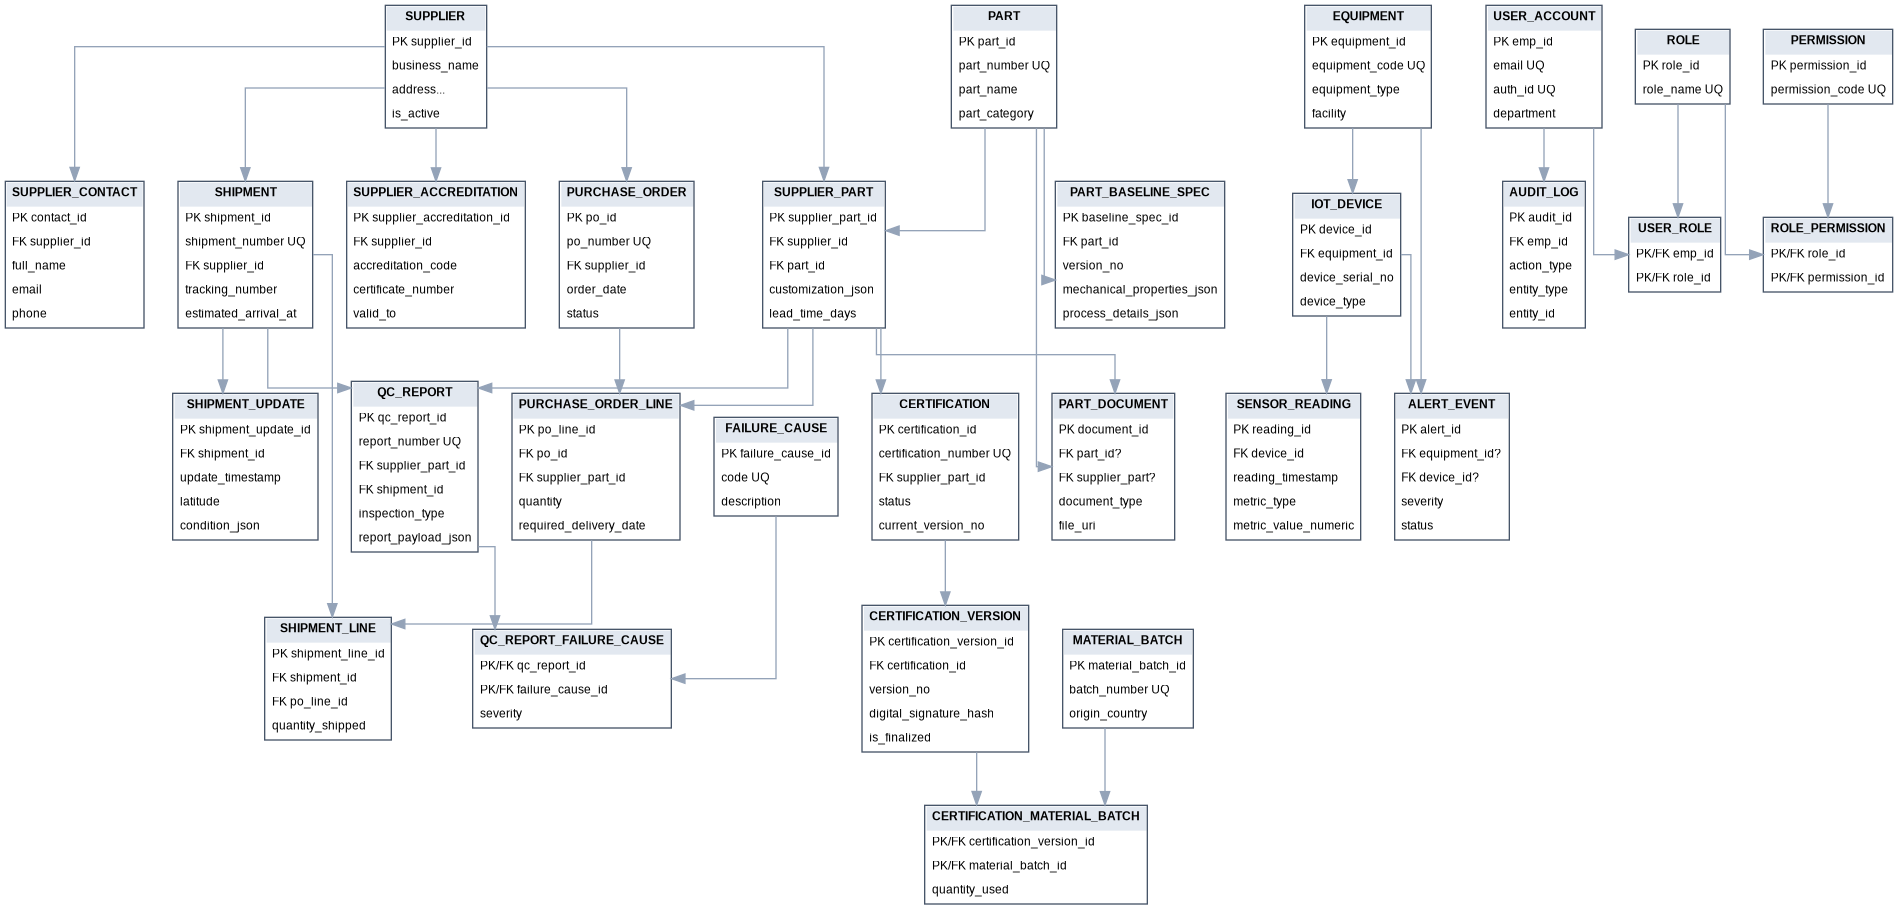 SUPPLIER
PK supplier_id
business_name
address...
is_active
PART
PK part_id
part_number UQ
part_name
part_category
EQUIPMENT
PK equipment_id
equipment_code UQ
equipment_type
facility
USER_ACCOUNT
PK emp_id
email UQ
auth_id UQ
department
ROLE
PK role_id
role_name UQ
PERMISSION
PK permission_id
permission_code UQ
SUPPLIER_CONTACT
PK contact_id
FK supplier_id
full_name
email
phone
SHIPMENT
PK shipment_id
shipment_number UQ
FK supplier_id
tracking_number
estimated_arrival_at
SUPPLIER_ACCREDITATION
PK supplier_accreditation_id
FK supplier_id
accreditation_code
certificate_number
valid_to
PURCHASE_ORDER
PK po_id
po_number UQ
FK supplier_id
order_date
status
SUPPLIER_PART
PK supplier_part_id
FK supplier_id
FK part_id
customization_json
lead_time_days
PART_BASELINE_SPEC
PK baseline_spec_id
FK part_id
version_no
mechanical_properties_json
process_details_json
IOT_DEVICE
PK device_id
FK equipment_id
device_serial_no
device_type
AUDIT_LOG
PK audit_id
FK emp_id
action_type
entity_type
entity_id
USER_ROLE
PK/FK emp_id
PK/FK role_id
ROLE_PERMISSION
PK/FK role_id
PK/FK permission_id
SHIPMENT_UPDATE
PK shipment_update_id
FK shipment_id
update_timestamp
latitude
condition_json
QC_REPORT
PK qc_report_id
report_number UQ
FK supplier_part_id
FK shipment_id
inspection_type
report_payload_json
PURCHASE_ORDER_LINE
PK po_line_id
FK po_id
FK supplier_part_id
quantity
required_delivery_date
FAILURE_CAUSE
PK failure_cause_id
code UQ
description
CERTIFICATION
PK certification_id
certification_number UQ
FK supplier_part_id
status
current_version_no
PART_DOCUMENT
PK document_id
FK part_id?
FK supplier_part?
document_type
file_uri
SENSOR_READING
PK reading_id
FK device_id
reading_timestamp
metric_type
metric_value_numeric
ALERT_EVENT
PK alert_id
FK equipment_id?
FK device_id?
severity
status
SHIPMENT_LINE
PK shipment_line_id
FK shipment_id
FK po_line_id
quantity_shipped
QC_REPORT_FAILURE_CAUSE
PK/FK qc_report_id
PK/FK failure_cause_id
severity
CERTIFICATION_VERSION
PK certification_version_id
FK certification_id
version_no
digital_signature_hash
is_finalized
MATERIAL_BATCH
PK material_batch_id
batch_number UQ
origin_country
CERTIFICATION_MATERIAL_BATCH
PK/FK certification_version_id
PK/FK material_batch_id
quantity_used